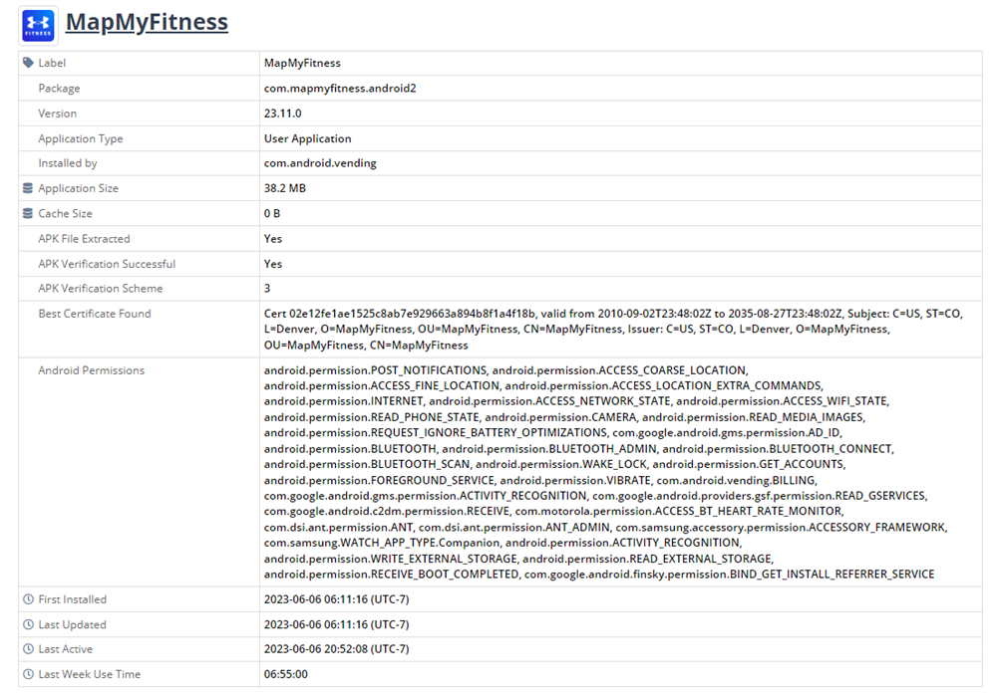 FITNESS
MapMyFitness
Label MapMyFitness
Package com.mapmyfitness.android2
Version 23.11.0
Application Type User Application
Installed by com.android.vending
Application Size 38.2 MB
Cache Size 0 B
APK File Extracted Yes
APK Verification Successful Yes
APK Verification Scheme 3
Best Certificate Found Cert 02e12fe1ae1525c8ab7e929663a894b8f1a4f18b, valid from 2010-09-02T23:48:02Z to 2035-08-27T23:48:02Z, Subject: C=US, ST=CO,
L=Denver, O=MapMyFitness, OU=MapMyFitness, CN=MapMyFitness, Issuer: C=US, ST=CO, L=Denver, O=MapMyFitness,
OU=MapMyFitness, CN=MapMyFitness
Android Permissions android.permission.POST_NOTIFICATIONS, android.permission.ACCESS_COARSE_LOCATION,
android.permission.ACCESS_FINE_LOCATION, android.permission.ACCESS_LOCATION_EXTRA_COMMANDS,
android.permission.INTERNET, android.permission.ACCESS_NETWORK_STATE, android.permission.ACCESS_WIFI_STATE,
android.permission.READ_PHONE_STATE, android.permission.CAMERA, android.permission.READ_MEDIA_IMAGES,
android.permission.REQUEST_IGNORE_BATTERY_OPTIMIZATIONS, com.google.android.gms.permission.AD_ID,
android.permission.BLUETOOTH, android.permission.BLUETOOTH_ADMIN, android.permission.BLUETOOTH_CONNECT,
android.permission.BLUETOOTH_SCAN, android.permission.WAKE_LOCK, android.permission.GET_ACCOUNTS,
android.permission.FOREGROUND_SERVICE, android.permission.VIBRATE, com.android.vending.BILLING,
com.google.android.gms.permission.ACTIVITY_RECOGNITION, com.google.android.providers.gsf.permission.READ_GSERVICES,
com.google.android.c2dm.permission.RECEIVE, com.motorola.permission.ACCESS_BT_HEART_RATE_MONITOR,
com.dsi.ant.permission.ANT, com.dsi.ant.permission.ANT_ADMIN, com.samsung.accessory.permission.ACCESSORY_FRAMEWORK,
com.samsung.WATCH_APP_TYPE.Companion, android.permission.ACTIVITY_RECOGNITION,
android.permission.WRITE_EXTERNAL_STORAGE, android.permission.READ_EXTERNAL_STORAGE,
android.permission.RECEIVE_BOOT_COMPLETED, com.google.android.finsky.permission.BIND_GET_INSTALL_REFERRER_SERVICE
First Installed 2023-06-06 06:11:16 (UTC-7)
Last Updated 2023-06-06 06:11:16 (UTC-7)
Last Active 2023-06-06 20:52:08 (UTC-7)
Last Week Use Time 06:55:00